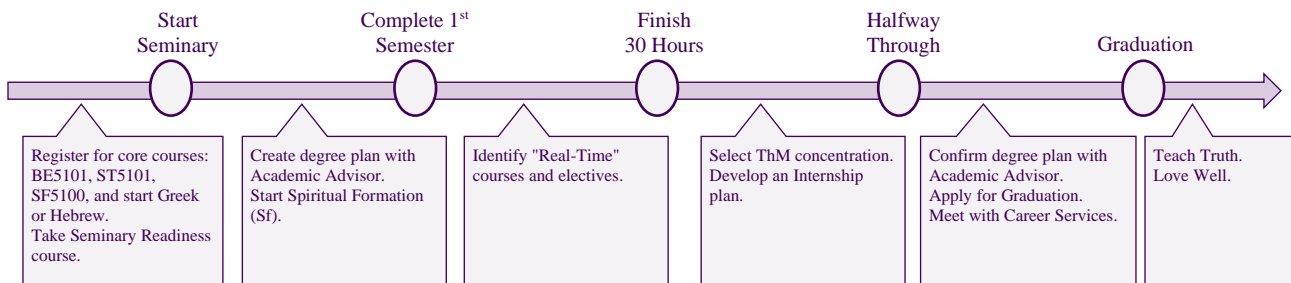 Start
Seminary
Complete 1st
Semester
Finish
30 Hours
Halfway
Through
Graduation
Register for core courses:
BE5101, ST5101,
SF5100, and start Greek
or Hebrew.
Take Seminary Readiness
course.
Create degree plan with
Academic Advisor.
Start Spiritual Formation
(Sf).
Identify "Real-Time"
courses and electives.
Select ThM concentration.
Develop an Internship
plan.
Confirm degree plan with
Academic Advisor.
Apply for Graduation.
Meet with Career Services.
Teach Truth.
Love Well.